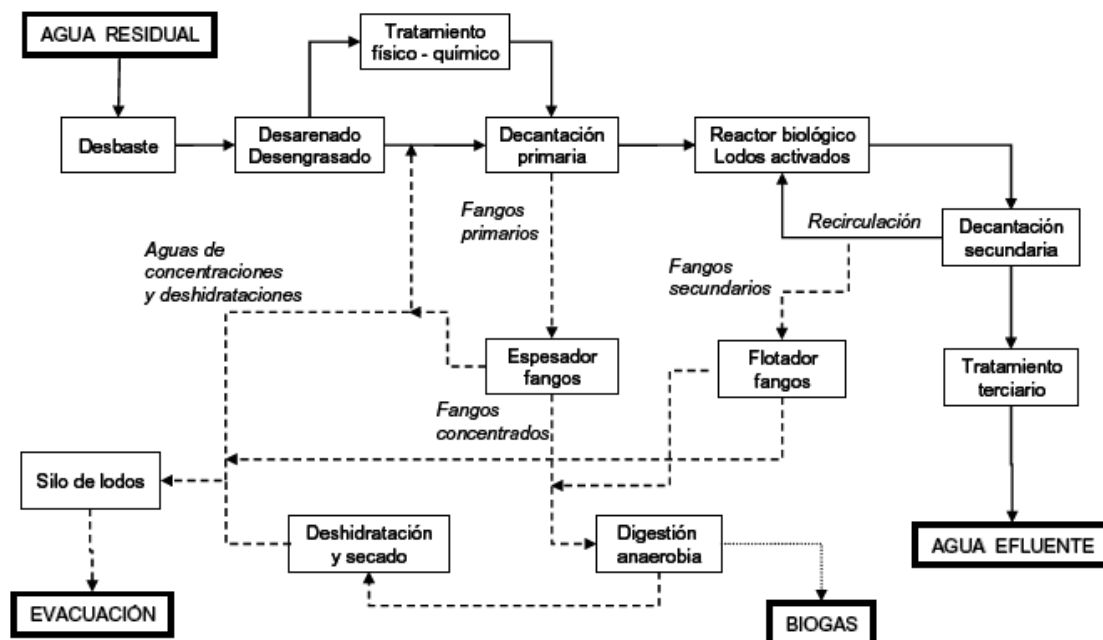 AGUA RESIDUAL
Tratamiento
físico - químico
Desbaste
Desarenado
Desengrasado
Decantación
primaria
Reactor biológico
Lodos activados
Fangos
primarios
Recirculación
Decantación
secundaria
Aguas de
concentraciones
y deshidrataciones
Fangos
secundarios
Espesador
fangos
Flotador
fangos
Tratamiento
terciario
Fangos
concentrados
Silo de lodos
Deshidratación
y secado
Digestión
anaerobia
AGUA EFLUENTE
EVACUACIÓN
BIOGAS